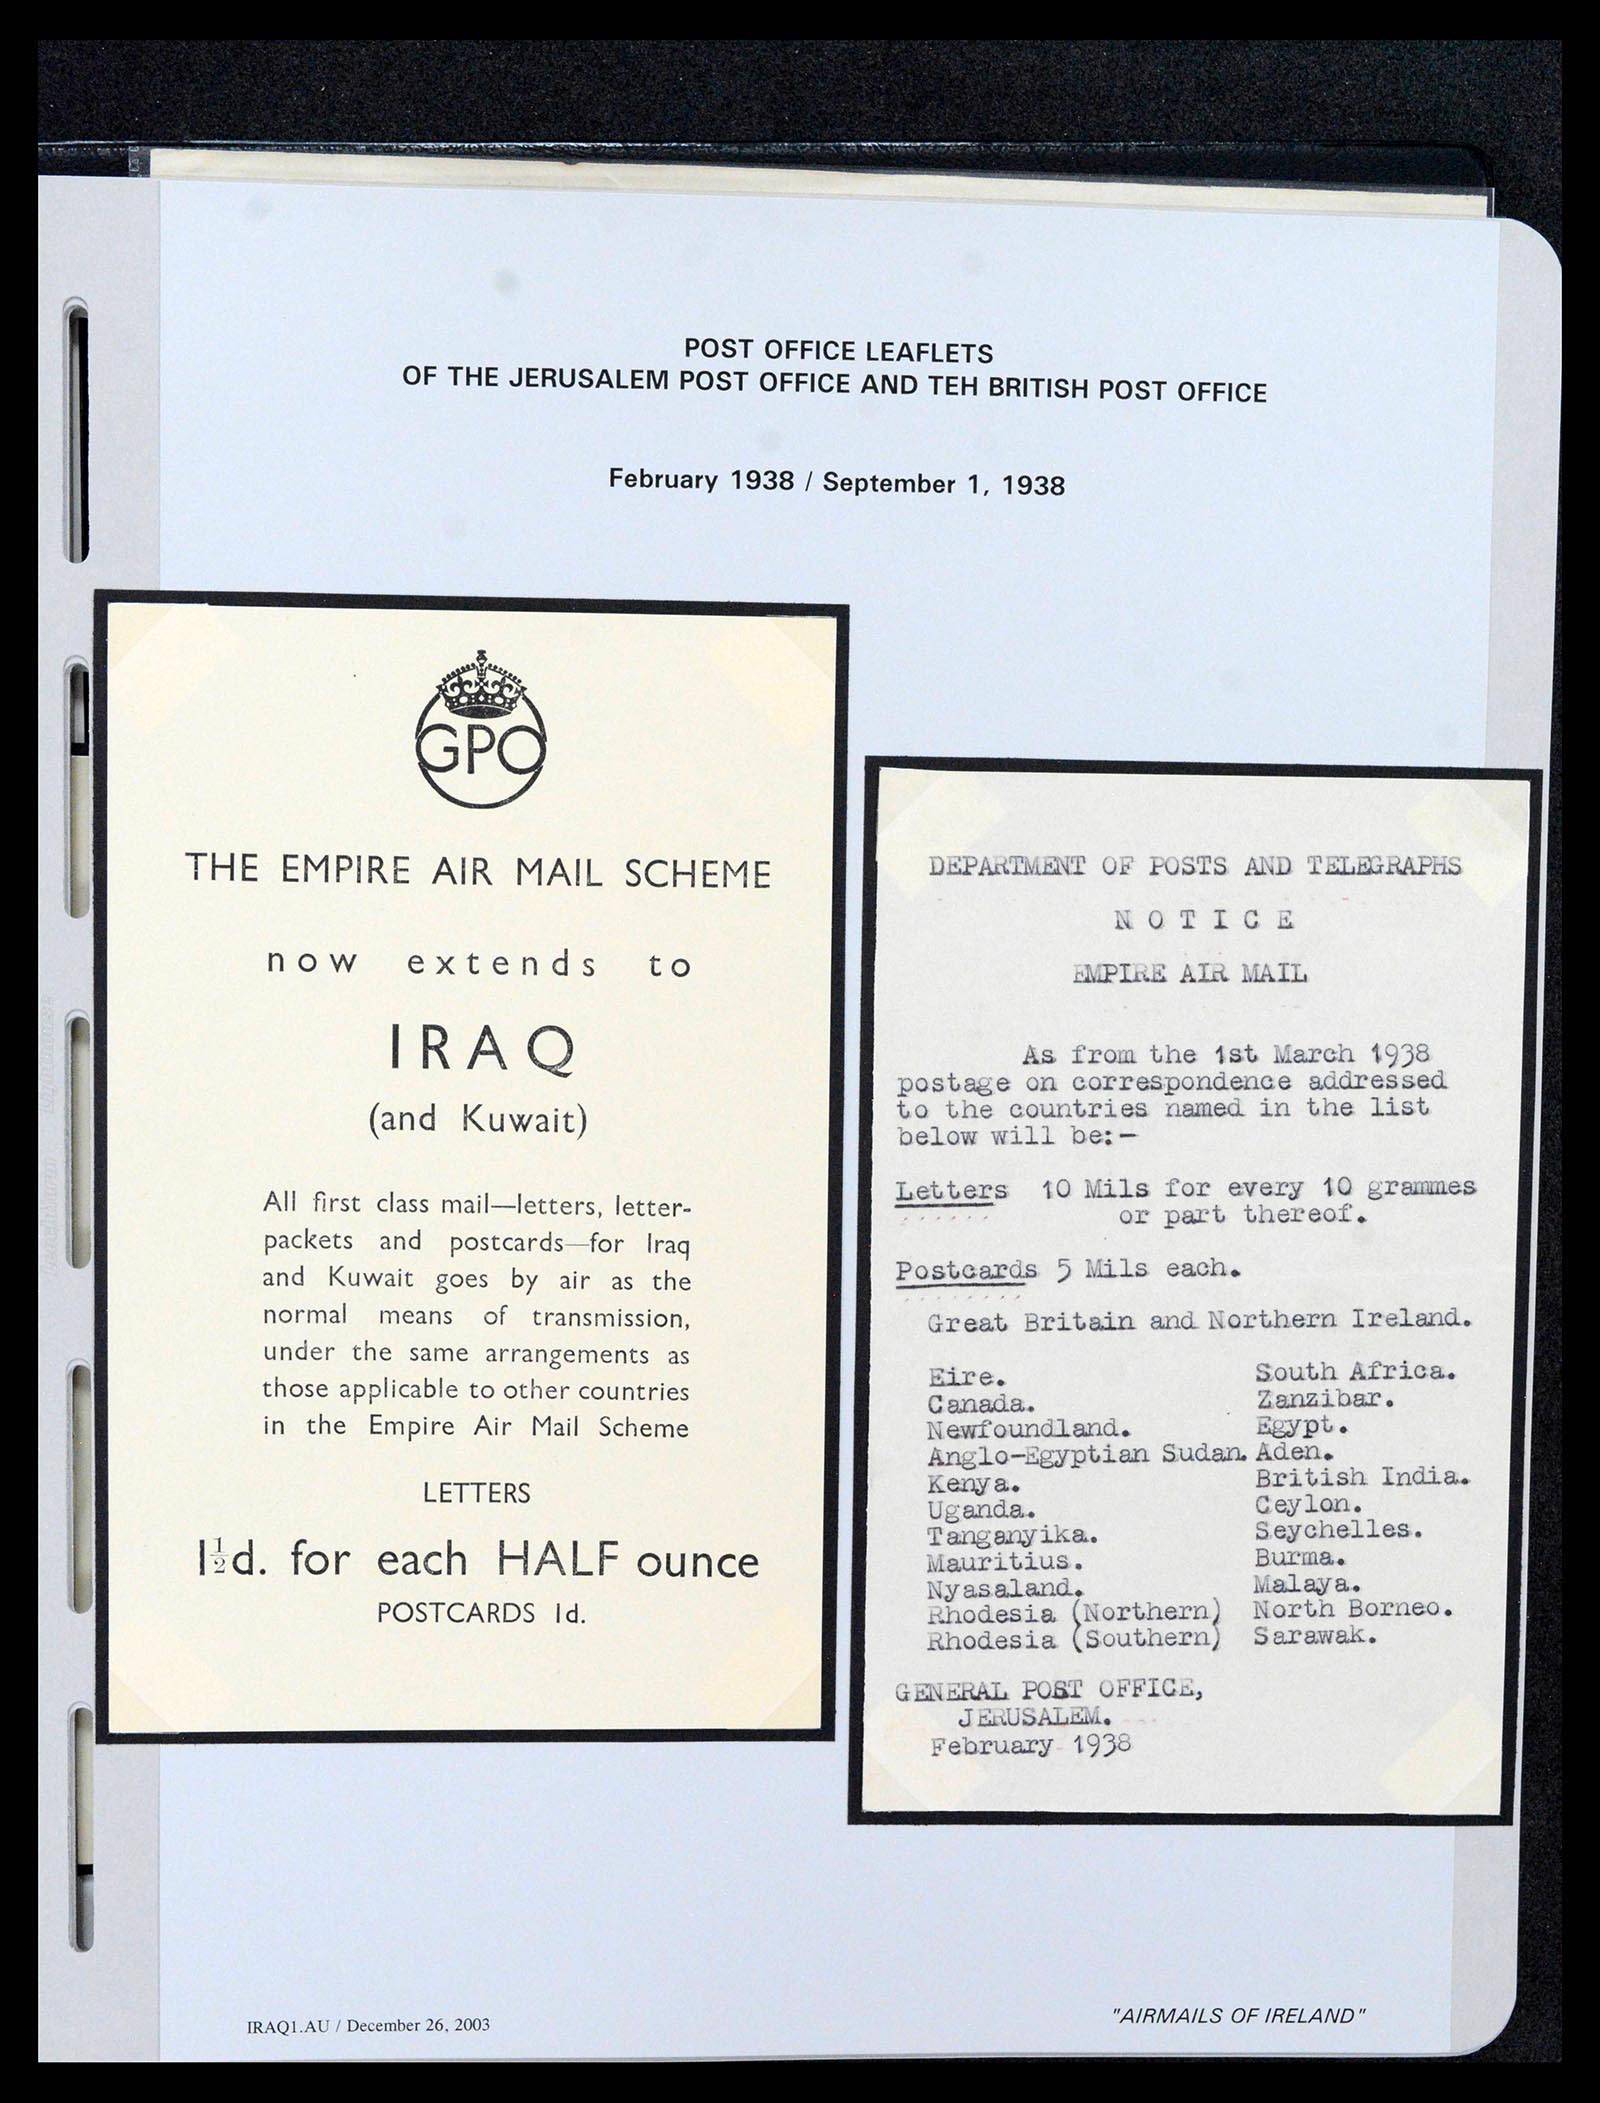 POST OFFICE LEAFLETS
OF THE JERUSALEM POST OFFICE AND TEH BRITISH POST OFFICE
February 1938 / September 1, 1938
GPO
THE EMPIRE AIR MAIL SCHEME
now extends to
IRAQ
(and Kuwait)
All first class mail—letters, letter-
packets and postcards—for Iraq
and Kuwait goes by air as the
normal means of transmission,
under the same arrangements as
those applicable to other countries
in the Empire Air Mail Scheme
LETTERS
1½d. for each HALF ounce
POSTCARDS 1d.
DEPARTMENT OF POSTS AND TELEGRAPHS
NOTICE
EMPIRE AIR MAIL
As from the 1st March 1938
postage on correspondence addressed
to the countries named in the list
below will be:-
Letters 10 Mils for every 10 grammes
or part thereof.
Postcards 5 Mils each.
Great Britain and Northern Ireland.
Eire.
Canada.
Newfoundland.
Anglo-Egyptian Sudan.
Kenya.
Uganda.
Tanganyika.
Mauritius.
Nyasaland.
Rhodesia (Northern)
Rhodesia (Southern)
South Africa.
Zanzibar.
Egypt.
Aden.
British India.
Ceylon.
Seychelles.
Burma.
Malaya.
North Borneo.
Sarawak.
GENERAL POST OFFICE,
JERUSALEM.
February 1938
IRAQ1.AU / December 26, 2003
"AIRMAILS OF IRELAND"